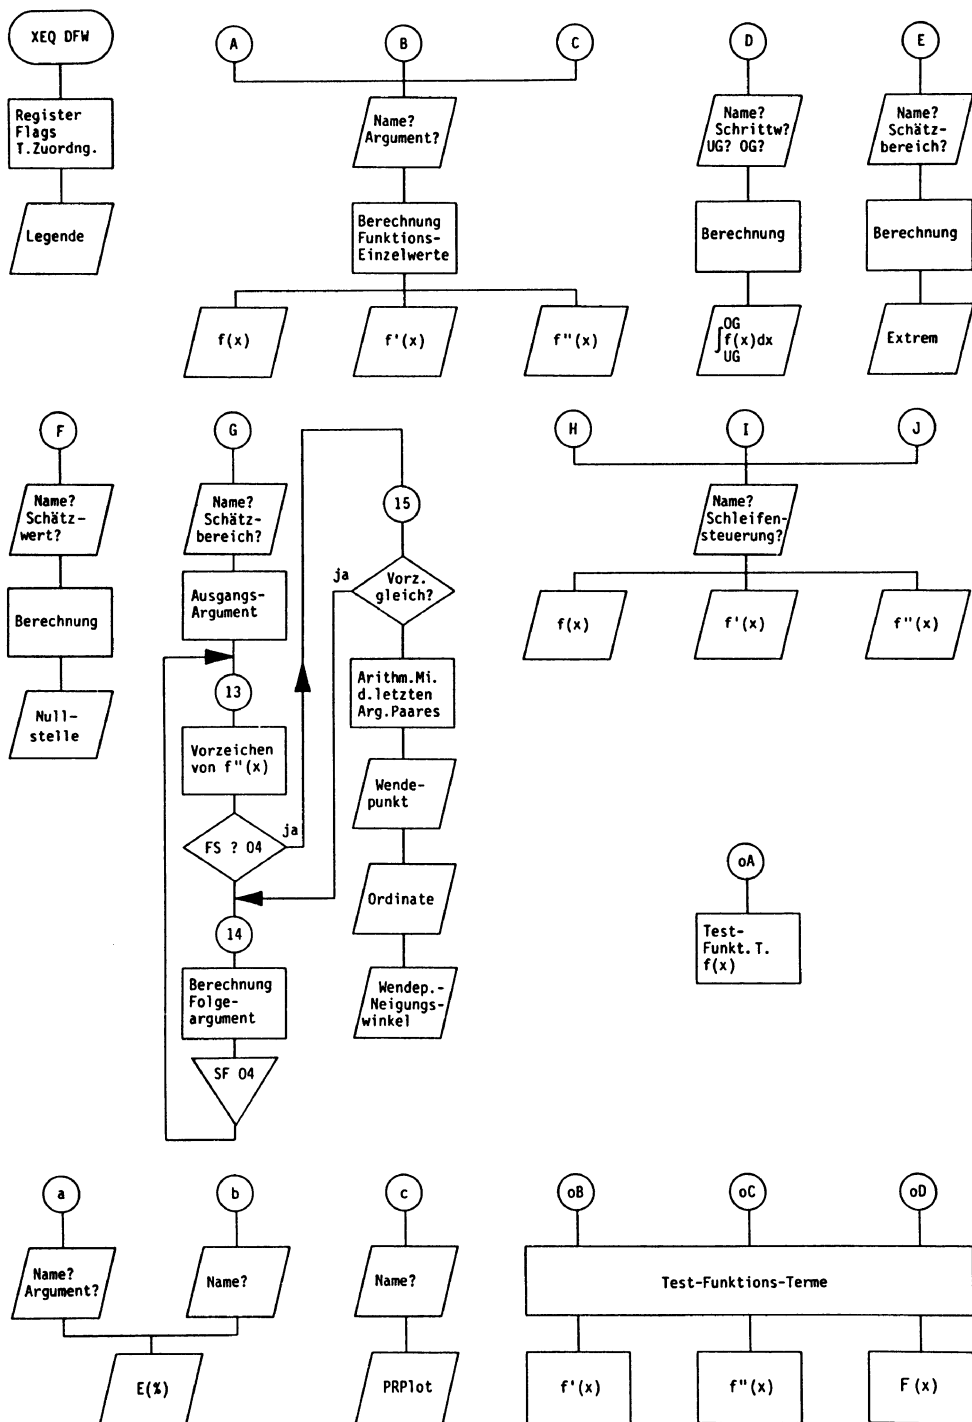 XEQ DFW
A
B
C
D
E
Register
Flags
T.Zuordng.
Name?
Argument?
Name?
Schrittw?
UG? OG?
Name?
Schätz-
bereich?
Legende
Berechnung
Funktions-
Einzelwerte
Berechnung
Berechnung
f(x)
f'(x)
f"(x)
OG
∫f(x)dx
UG
Extrem
F
G
H
I
J
Name?
Schätz-
wert?
Name?
Schätz-
bereich?
15
Name?
Schleifen-
steuerung?
Berechnung
Ausgangs-
Argument
ja
Vorz.
gleich?
f(x)
f'(x)
f"(x)
Null-
stelle
13
Arithm.Mi.
d.letzten
Arg.Paares
Vorzeichen
von f"(x)
Wende-
punkt
FS ? 04
ja
Ordinate
oA
14
Test-
Funkt.T.
f(x)
Berechnung
Folge-
argument
Wendep.-
Neigungs-
winkel
SF 04
a
b
c
oB
oC
oD
Name?
Argument?
Name?
Name?
Test-Funktions-Terme
E(%)
PRPlot
f'(x)
f"(x)
F(x)